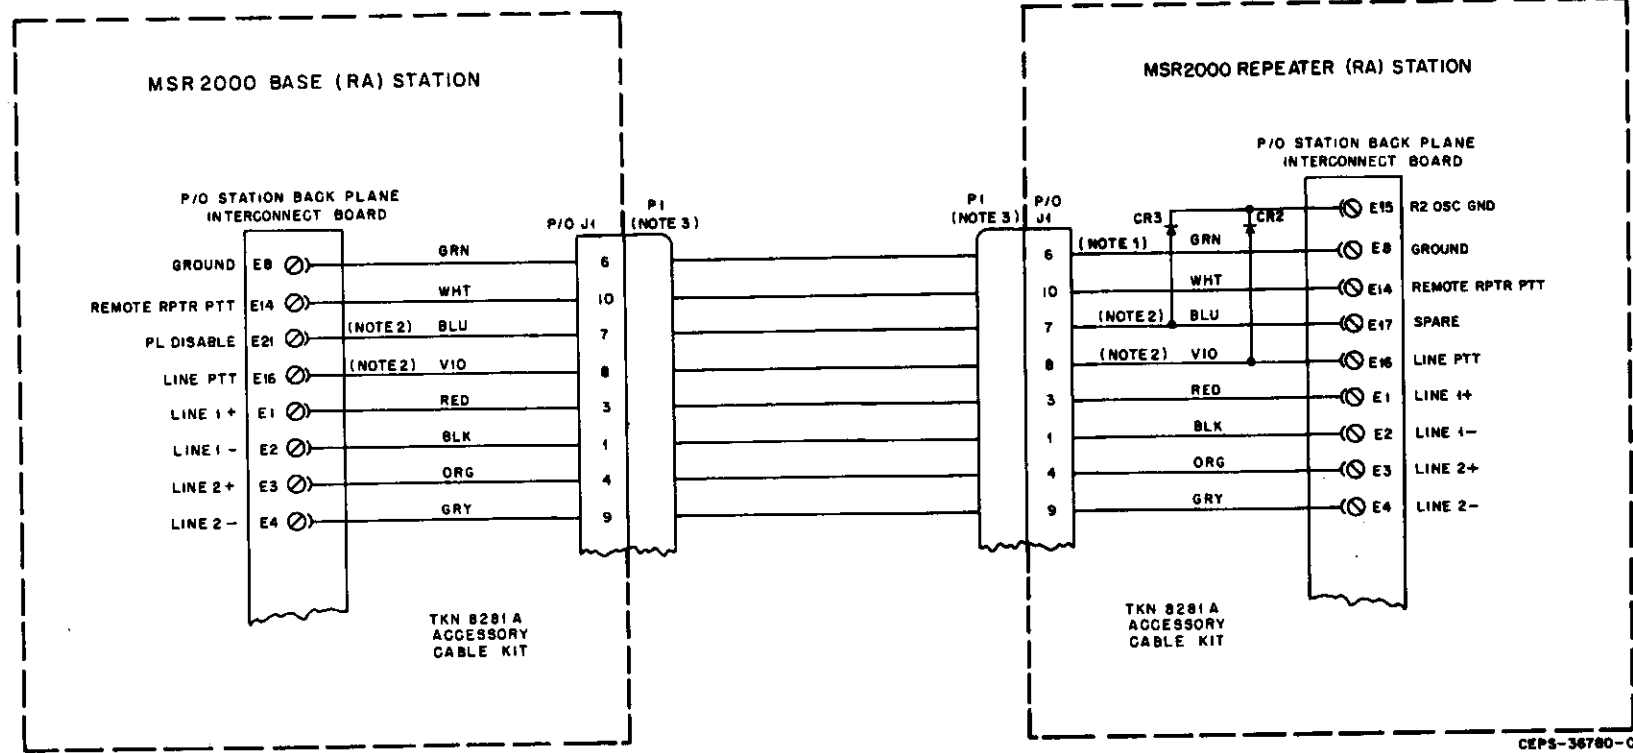 MSR2000 BASE (RA) STATION
P/O STATION BACK PLANE
INTERCONNECT BOARD
P/O J1
P1
(NOTE 3)
GROUND E8 GRN 6
REMOTE RPTR PTT E14 WHT 10
PL DISABLE E21 (NOTE 2) BLU 7
LINE PTT E16 (NOTE 2) VIO 8
LINE 1+ E1 RED 3
LINE 1- E2 BLK 1
LINE 2+ E3 ORG 4
LINE 2- E4 GRY 9
TKN 8281A
ACCESSORY
CABLE KIT
MSR2000 REPEATER (RA) STATION
P/O STATION BACK PLANE
INTERCONNECT BOARD
P1
(NOTE 3)
P/O
J1
CR3 CR2 E15 R2 OSC GND
6 (NOTE 1) GRN E8 GROUND
10 WHT E14 REMOTE RPTR PTT
7 (NOTE 2) BLU E17 SPARE
8 (NOTE 2) VIO E16 LINE PTT
3 RED E1 LINE 1+
1 BLK E2 LINE 1-
4 ORG E3 LINE 2+
9 GRY E4 LINE 2-
TKN 8281A
ACCESSORY
CABLE KIT
CEPS-36780-O